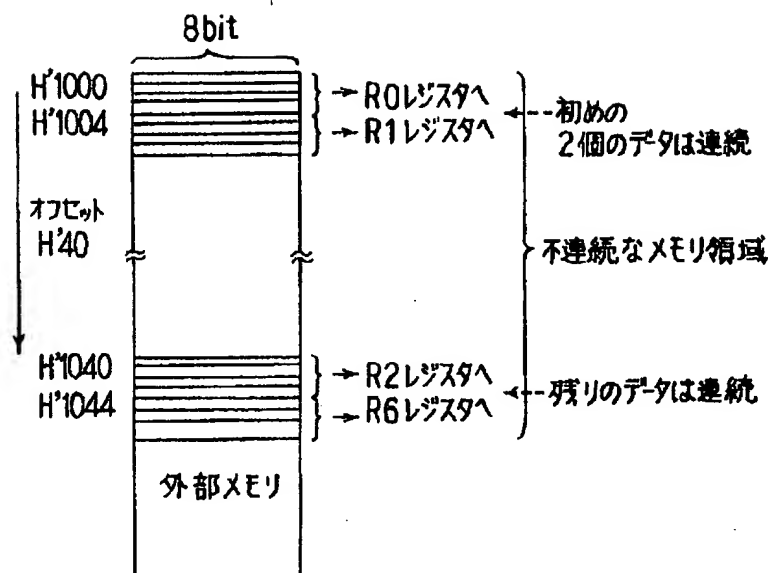 8bit
H'1000
→R0レジスタへ
初めの
H'1004
→R1レジスタへ
2個のデータは連続
オフセット
H'40
不連続なメモリ領域
H'1040
→R2レジスタへ
残りのデータは連続
H'1044
→R6レジスタへ
外部メモリ